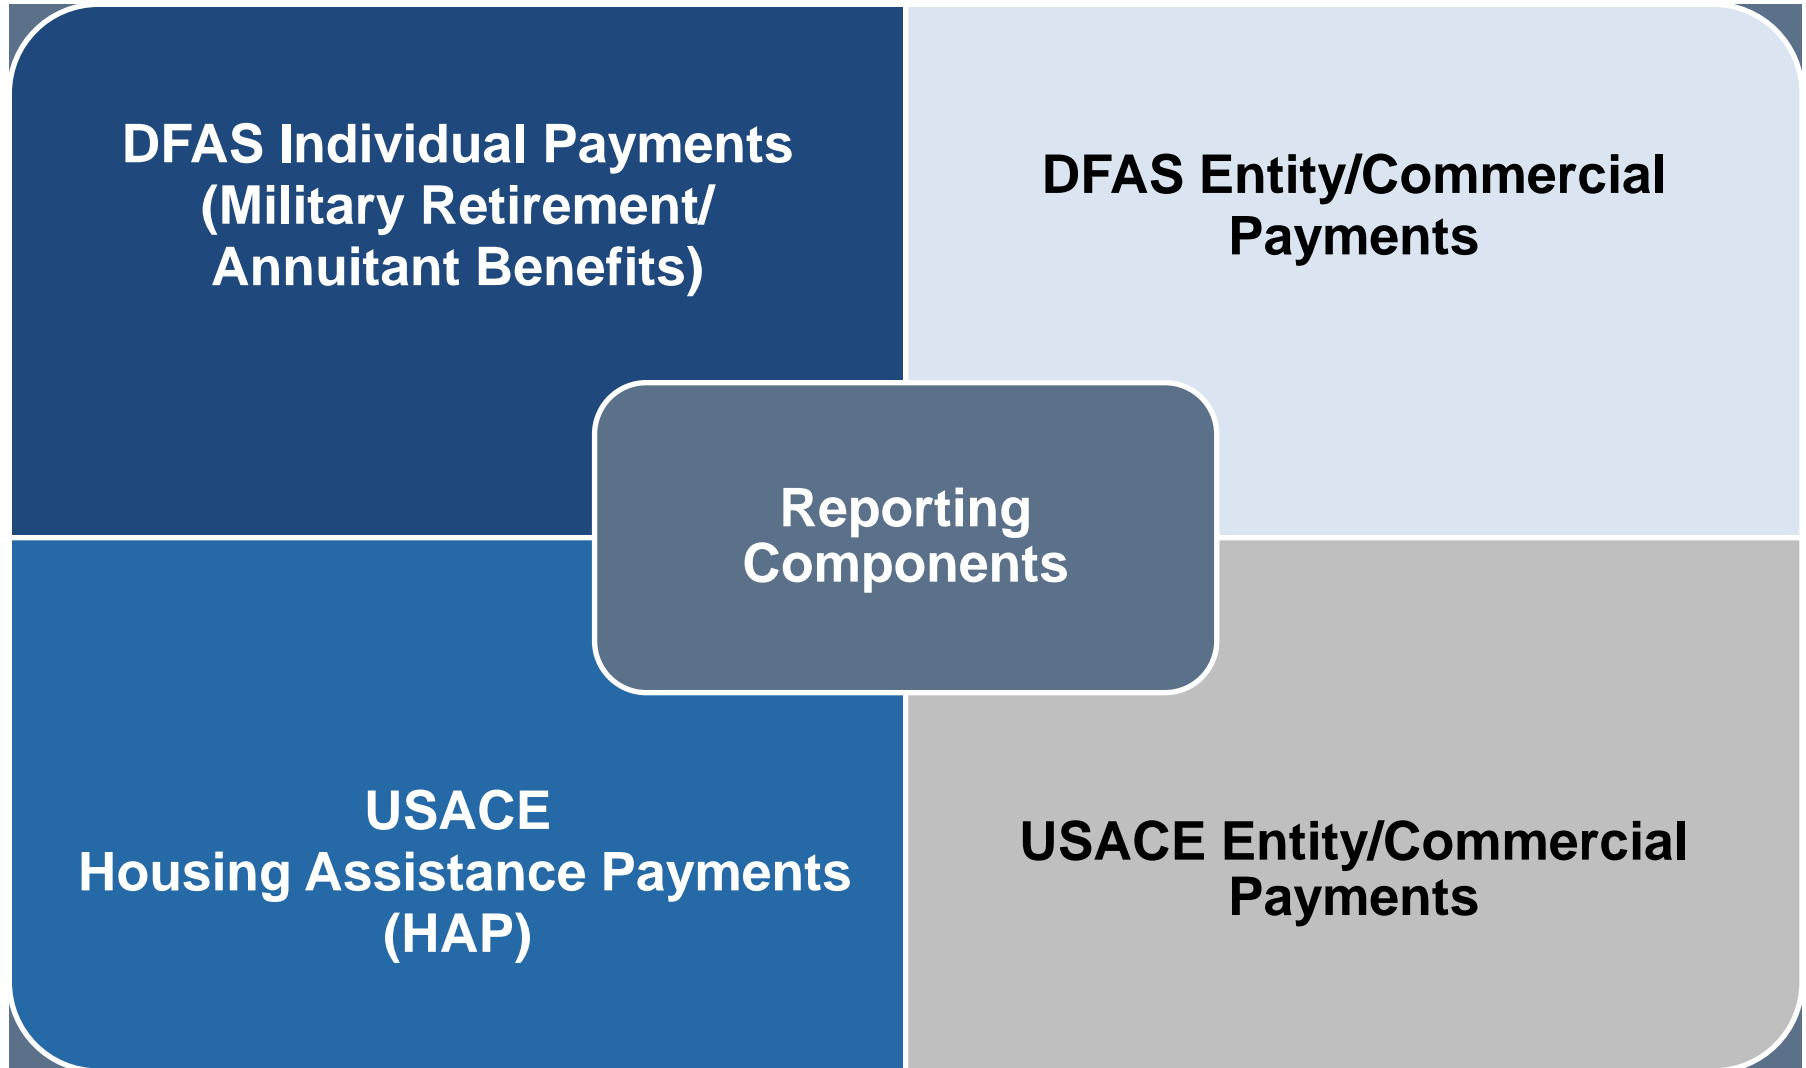 DFAS Individual Payments
(Military Retirement/
Annuitant Benefits)
DFAS Entity/Commercial
Payments
Reporting
Components
USACE
Housing Assistance Payments
(HAP)
USACE Entity/Commercial
Payments